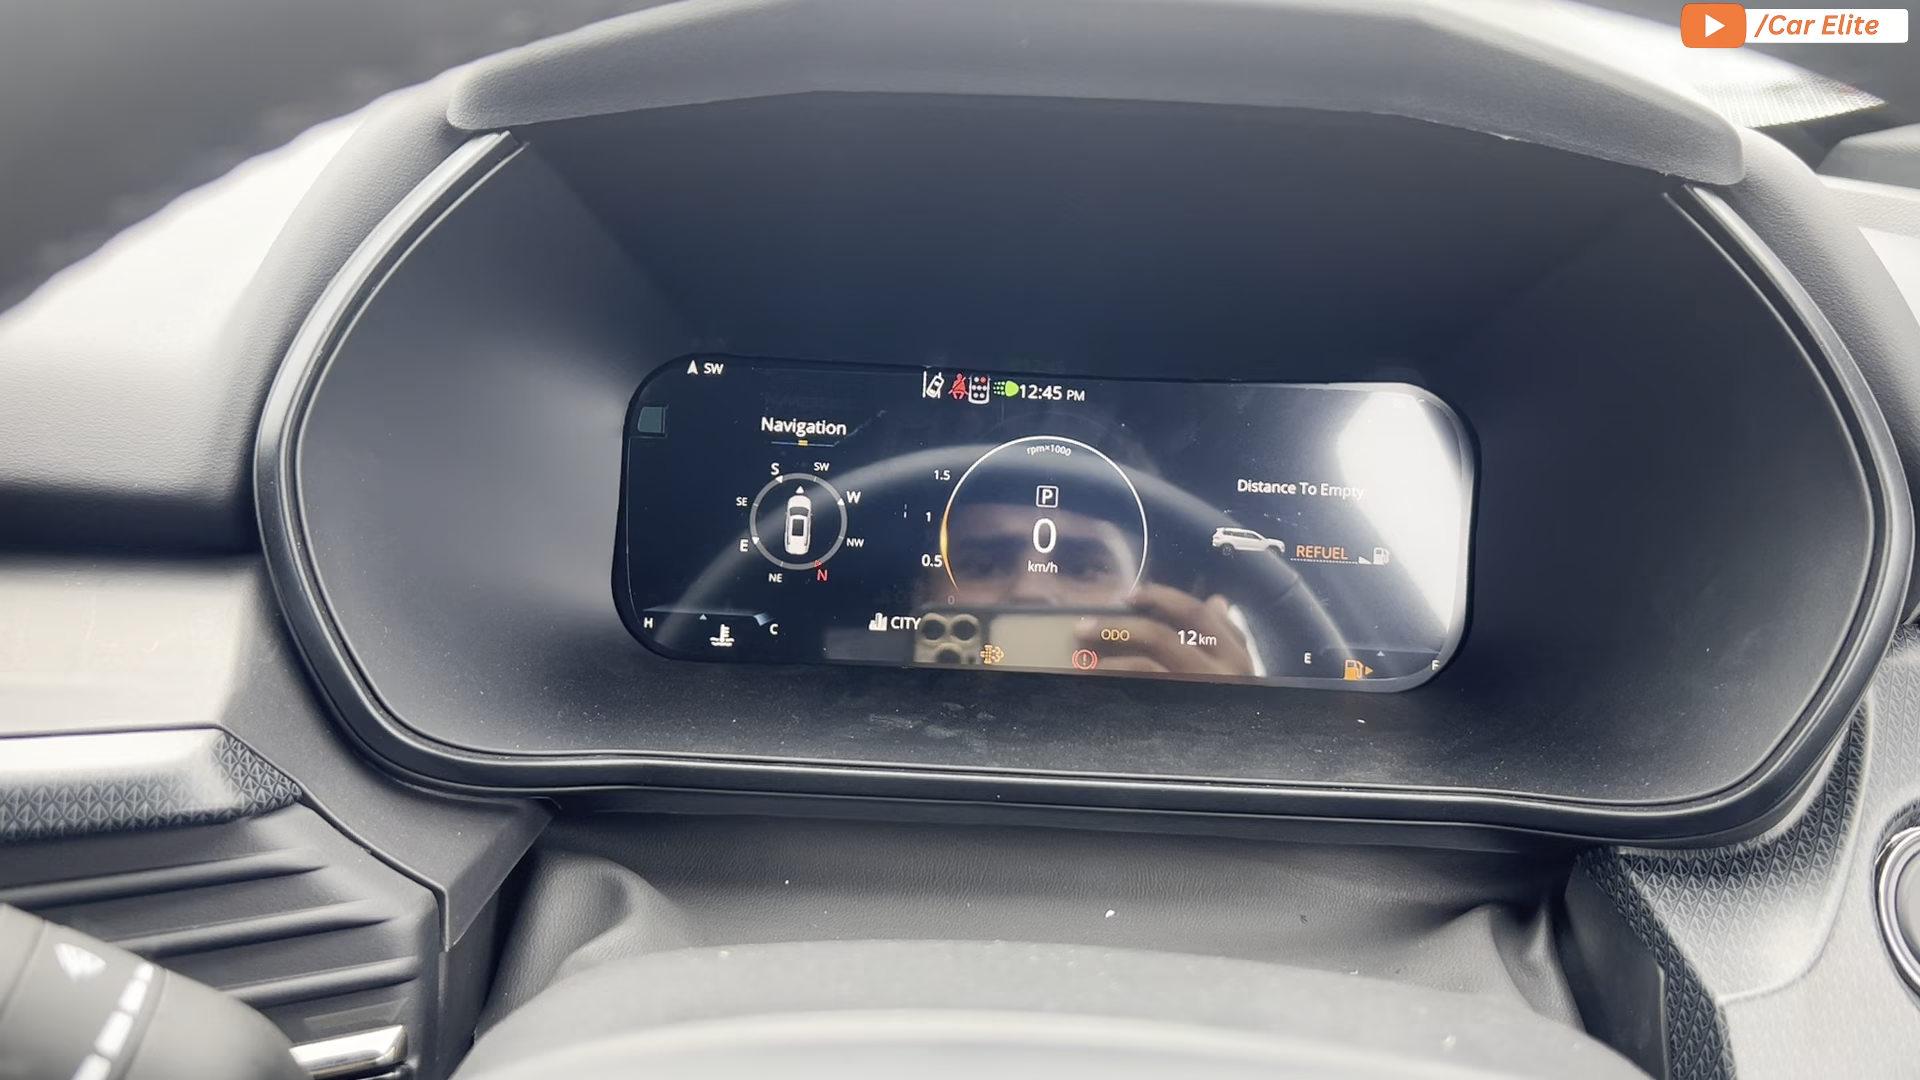 /Car Elite
SW
12:45 PM
Navigation
S
SW
SE
W
E
NW
NE
N
rpm×1000
1.5
1
0.5
0
P
0
km/h
Distance To Empty
REFUEL
H
C
CITY
ODO
12 km
E
F